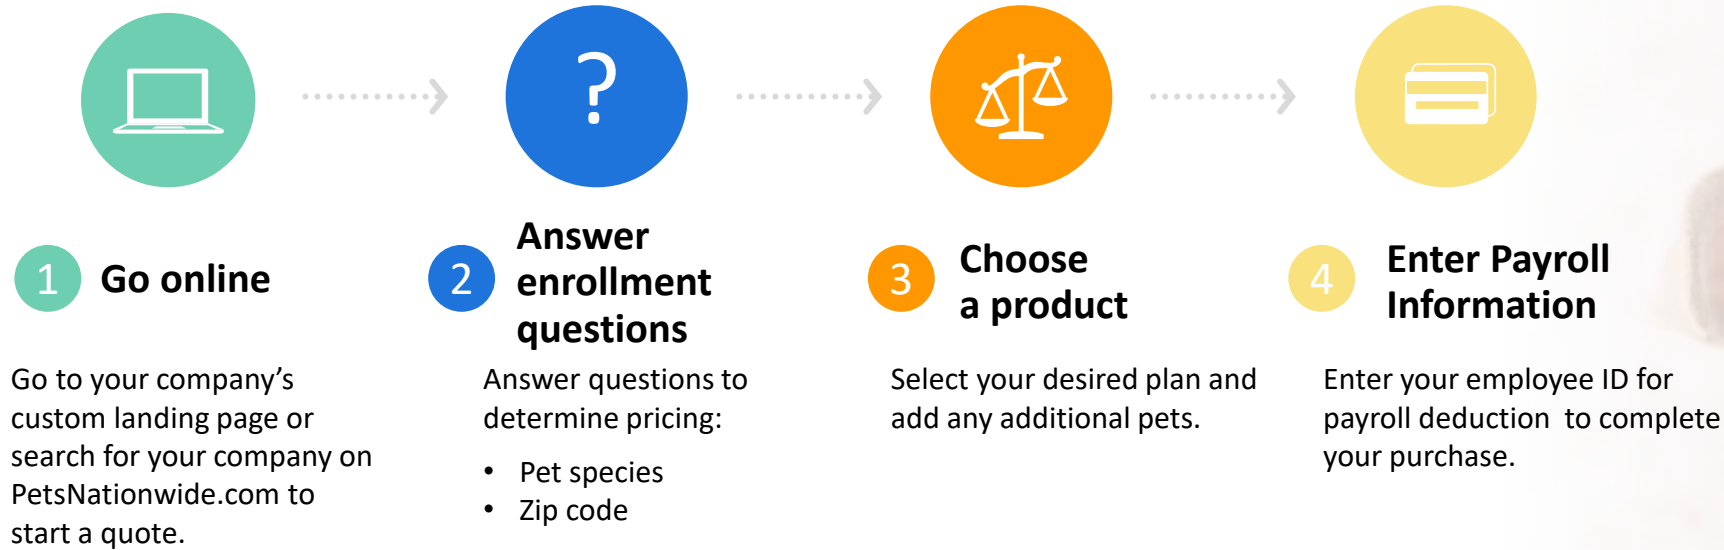 ?
1 Go online
Go to your company’s
custom landing page or
search for your company on
PetsNationwide.com to
start a quote.
2 Answer
enrollment
questions
Answer questions to
determine pricing:
• Pet species
• Zip code
3 Choose
a product
Select your desired plan and
add any additional pets.
4 Enter Payroll
Information
Enter your employee ID for
payroll deduction  to complete
your purchase.